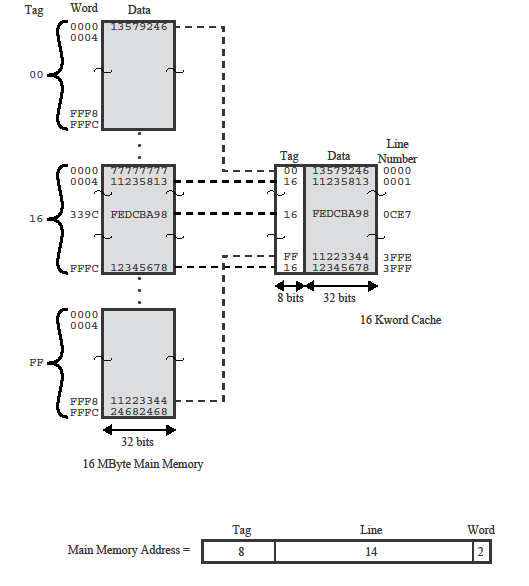 Tag Word Data
0000 13579246
0004
00
FFF8
FFFC
Line
Tag Data Number
0000 77777777 00 13579246 0000
0004 11235813 16 11235813 0001
16 339C FEDCBA98 16 FEDCBA98 0CE7
FF 11223344 3FFE
FFFC 12345678 16 12345678 3FFF
8 bits 32 bits
0000
0004
16 Kword Cache
FF
FFF8 11223344
FFFC 24682468
32 bits
16 MByte Main Memory
Tag Line Word
Main Memory Address = 8 14 2